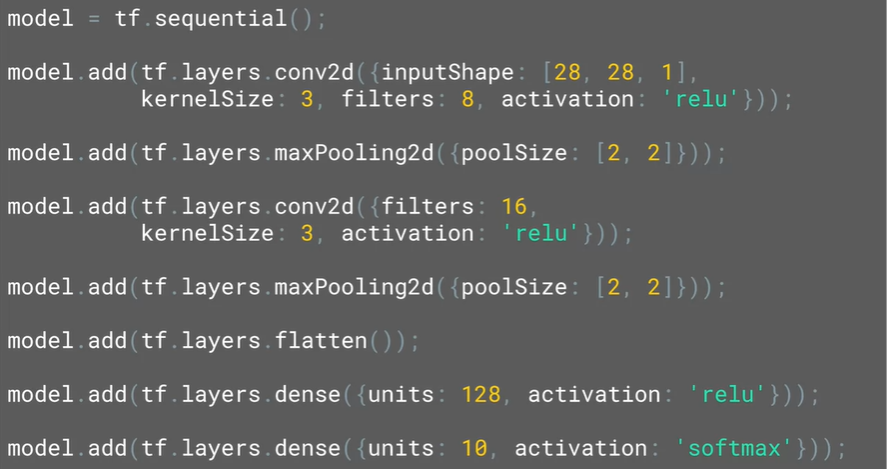 model = tf.sequential();
model.add(tf.layers.conv2d({inputShape: [28, 28, 1],
kernelSize: 3, filters: 8, activation: 'relu'}));
model.add(tf.layers.maxPooling2d({poolSize: [2, 2]}));
model.add(tf.layers.conv2d({filters: 16,
kernelSize: 3, activation: 'relu'}));
model.add(tf.layers.maxPooling2d({poolSize: [2, 2]}));
model.add(tf.layers.flatten());
model.add(tf.layers.dense({units: 128, activation: 'relu'}));
model.add(tf.layers.dense({units: 10, activation: 'softmax'}));